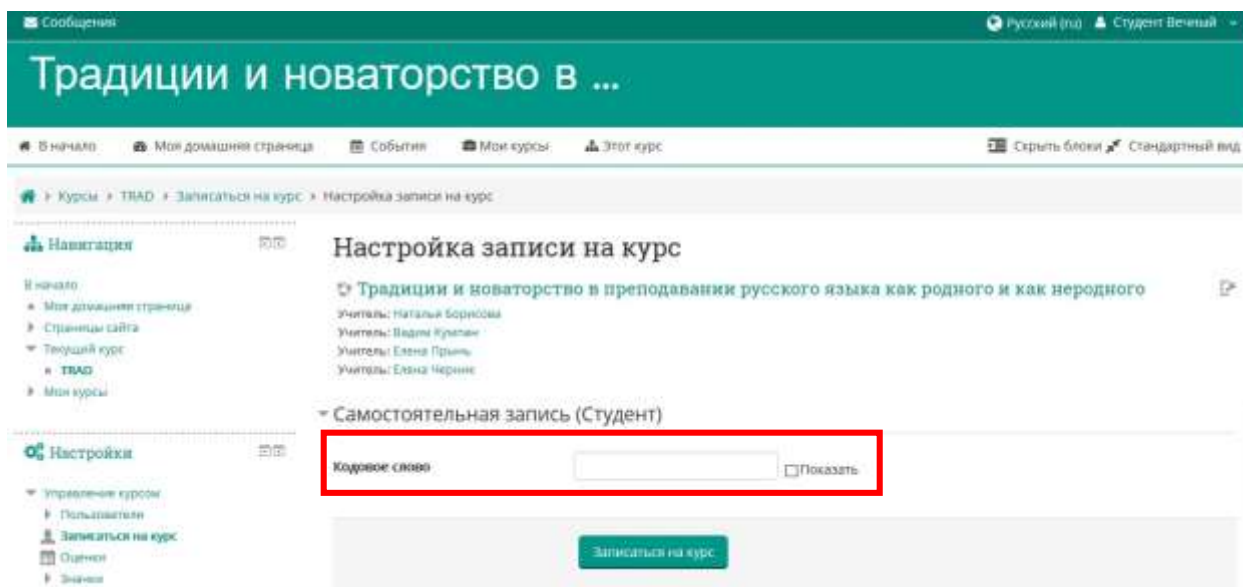 Сообщения
Русский (ru) Студент Вечный
Традиции и новаторство в ...
В начало Моя домашняя страница События Мои курсы Этот курс Скрыть блоки Стандартный вид
Курсы TRAD Записаться на курс Настройка записи на курс
Навигация
В начало
Моя домашняя страница
Страницы сайта
Текущий курс
TRAD
Мои курсы
Настройки
Управление курсом
Пользователи
Записаться на курс
Оценки
Значки
Настройка записи на курс
Традиции и новаторство в преподавании русского языка как родного и как неродного
Учитель: Наталья Борисова
Учитель: Вадим
Учитель: Елена Прынь
Учитель: Елена Черник
Самостоятельная запись (Студент)
Кодовое слово Показать
Записаться на курс